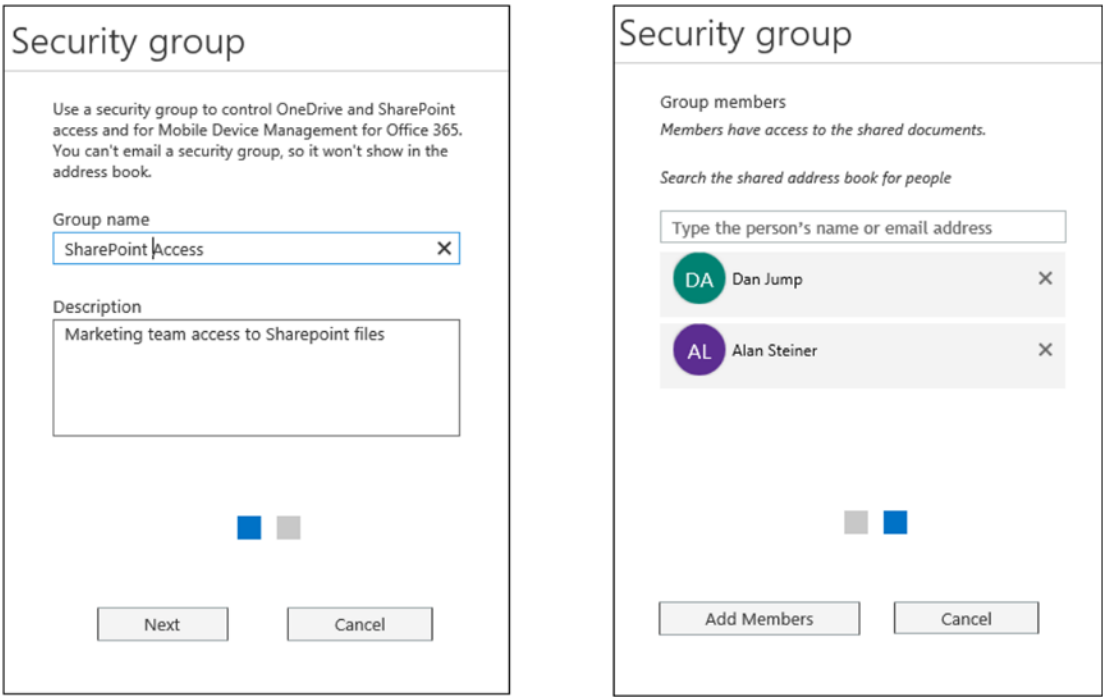 Security group
Use a security group to control OneDrive and SharePoint
access and for Mobile Device Management for Office 365.
You can't email a security group, so it won't show in the
address book.
Group name
SharePoint Access
Description
Marketing team access to Sharepoint files
Next
Cancel
Security group
Group members
Members have access to the shared documents.
Search the shared address book for people
Type the person's name or email address
DA Dan Jump
AL Alan Steiner
Add Members
Cancel